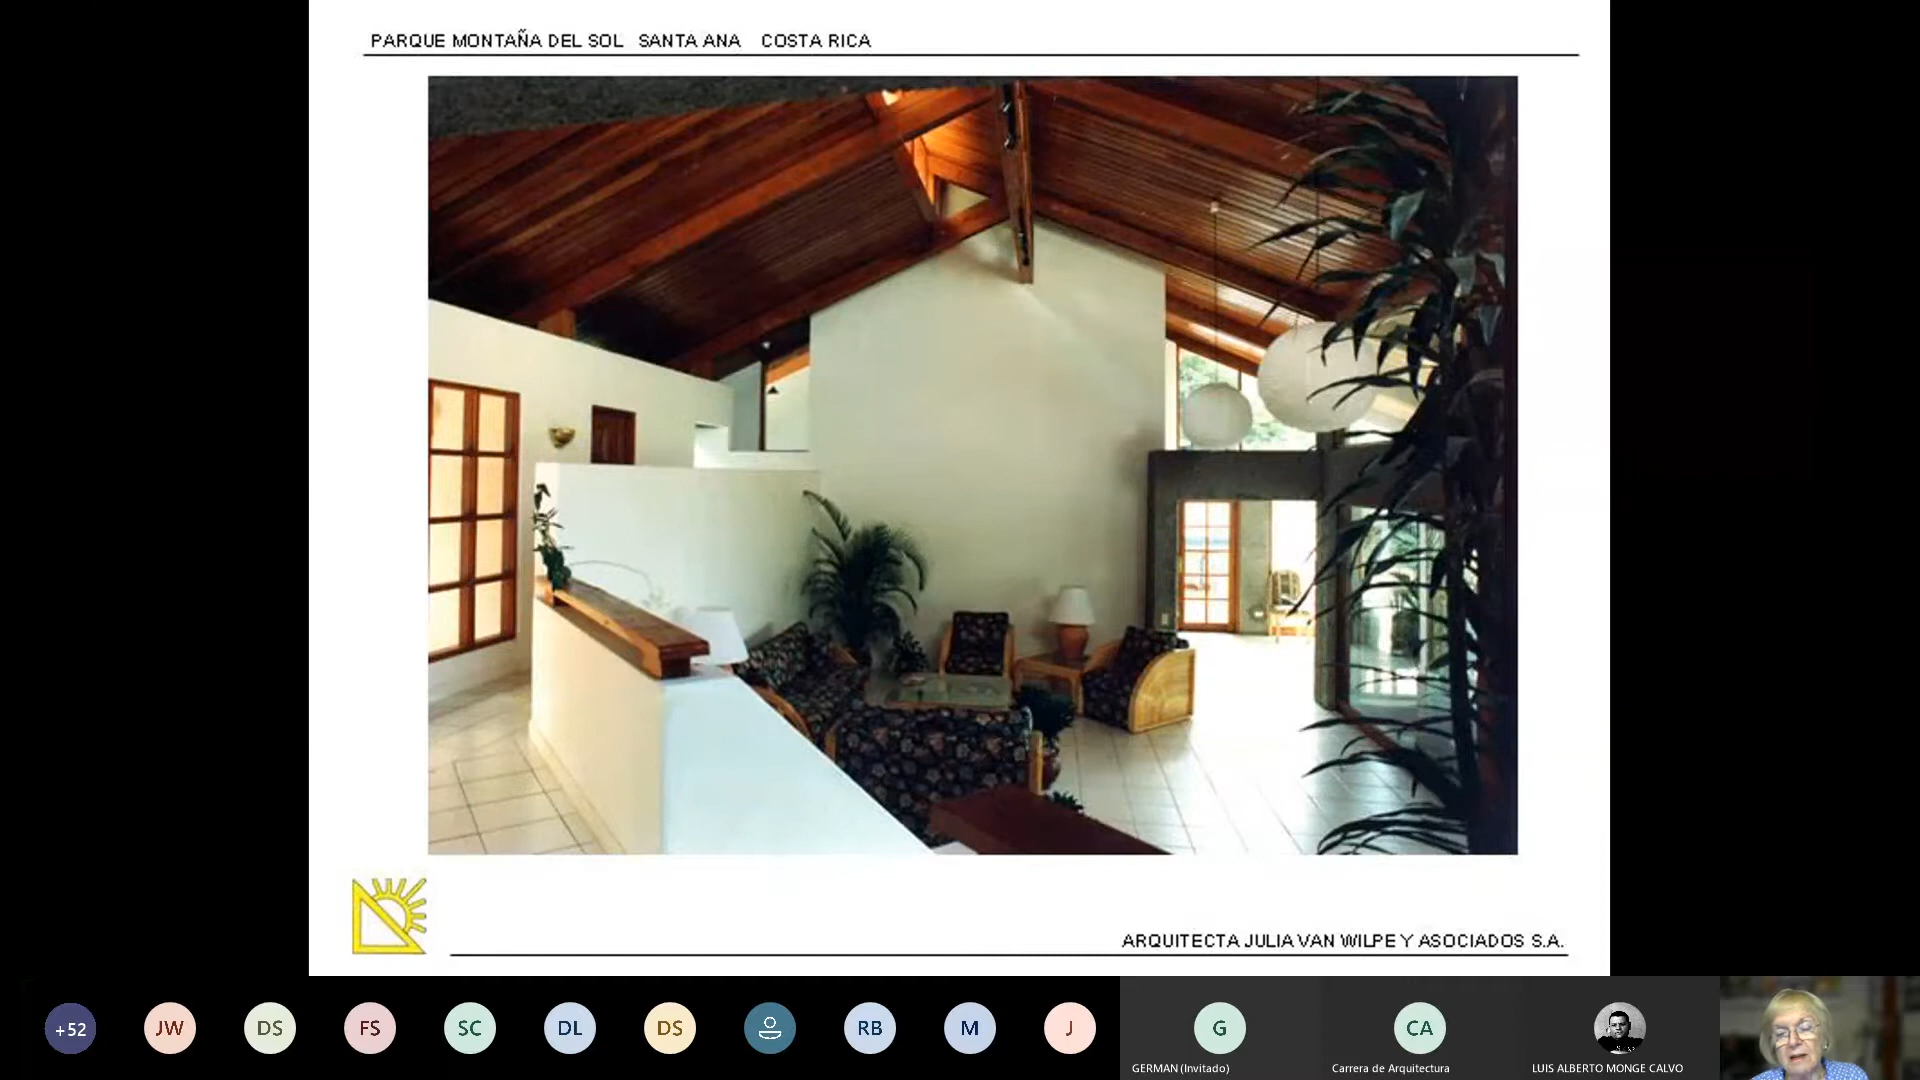 PARQUE MONTAÑA DEL SOL SANTA ANA COSTA RICA
ARQUITECTA JULIA VAN WILPE Y ASOCIADOS S.A.
+52
JW
DS
FS
SC
DL
DS
RB
M
J
G
CA
GERMAN (Invitado)
Carrera de Arquitectura
LUIS ALBERTO MONGE CALVO